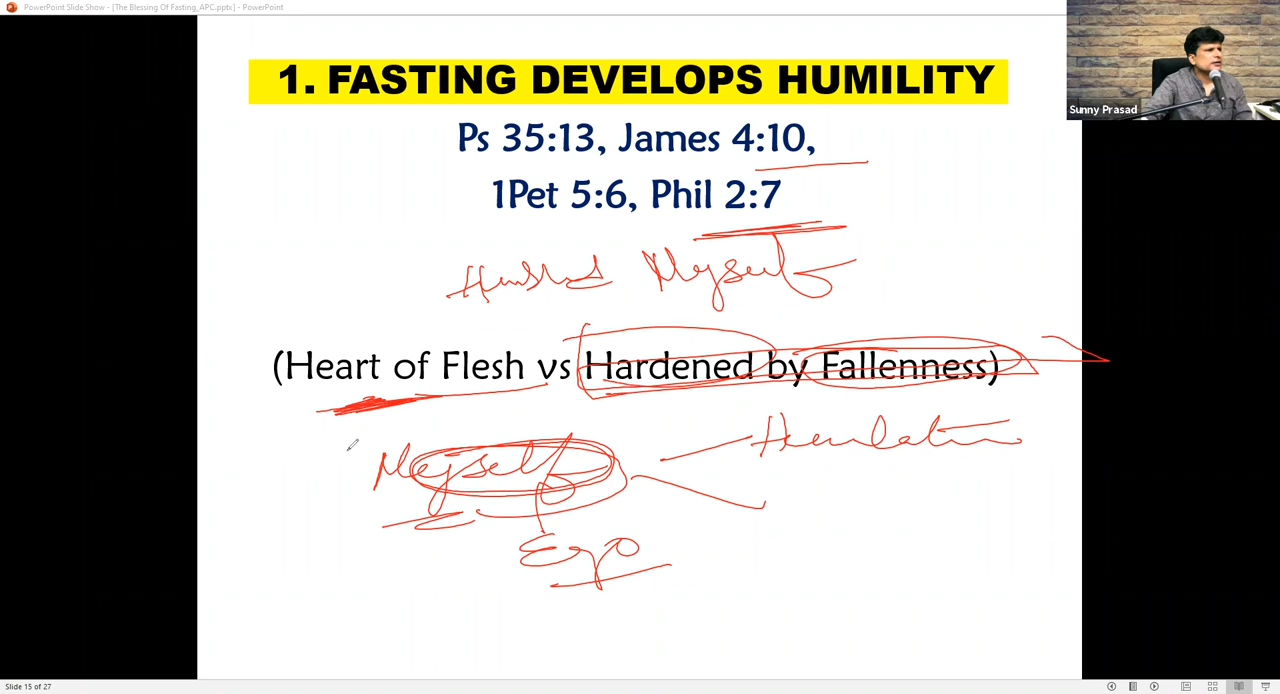 PowerPoint Slide Show - [The Blessing Of Fasting_APC.pptx] - PowerPoint
Sunny Prasad
1. FASTING DEVELOPS HUMILITY
Ps 35:13, James 4:10,
1Pet 5:6, Phil 2:7
Myself
(Heart of Flesh vs Hardened by Fallenness)
Myself
Ego
Slide 15 of 27